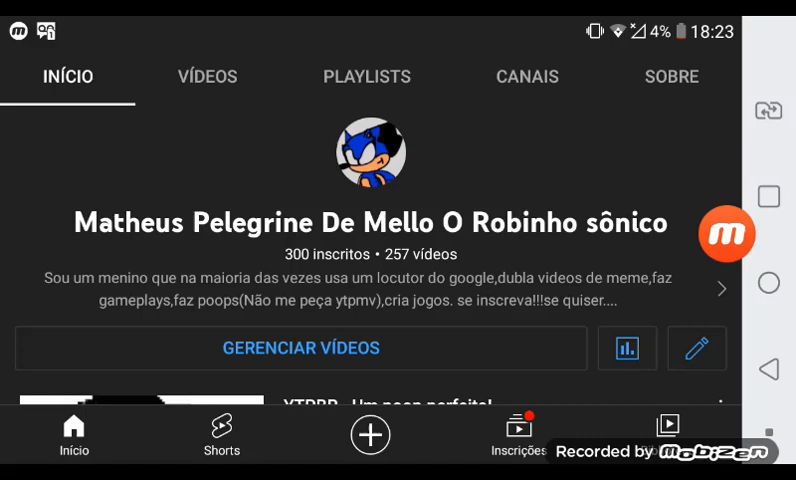 4% 18:23
INÍCIO VÍDEOS PLAYLISTS CANAIS SOBRE
Matheus Pelegrine De Mello O Robinho sônico
300 inscritos • 257 vídeos
Sou um menino que na maioria das vezes usa um locutor do google,dubla videos de meme,faz
gameplays,faz poops(Não me peça ytpmv),cria jogos. se inscreva!!!se quiser....
GERENCIAR VÍDEOS
YTPBR - Um poop perfeito!
Início Shorts Inscrições
Recorded by MOBIZEN